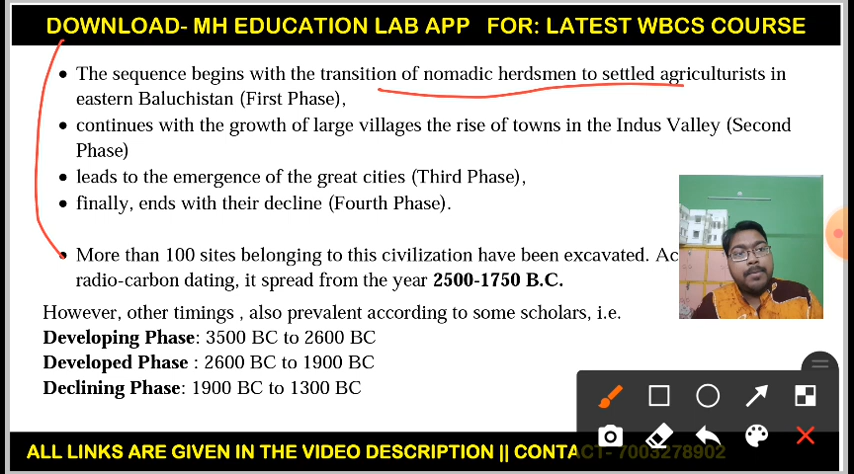 DOWNLOAD- MH EDUCATION LAB APP FOR: LATEST WBCS COURSE
• The sequence begins with the transition of nomadic herdsmen to settled agriculturists in
eastern Baluchistan (First Phase),
• continues with the growth of large villages the rise of towns in the Indus Valley (Second
Phase)
• leads to the emergence of the great cities (Third Phase),
• finally, ends with their decline (Fourth Phase).
• More than 100 sites belonging to this civilization have been excavated. Ac
radio-carbon dating, it spread from the year 2500-1750 B.C.
However, other timings , also prevalent according to some scholars, i.e.
Developing Phase: 3500 BC to 2600 BC
Developed Phase : 2600 BC to 1900 BC
Declining Phase: 1900 BC to 1300 BC
ALL LINKS ARE GIVEN IN THE VIDEO DESCRIPTION || CONTACT- 7003278902